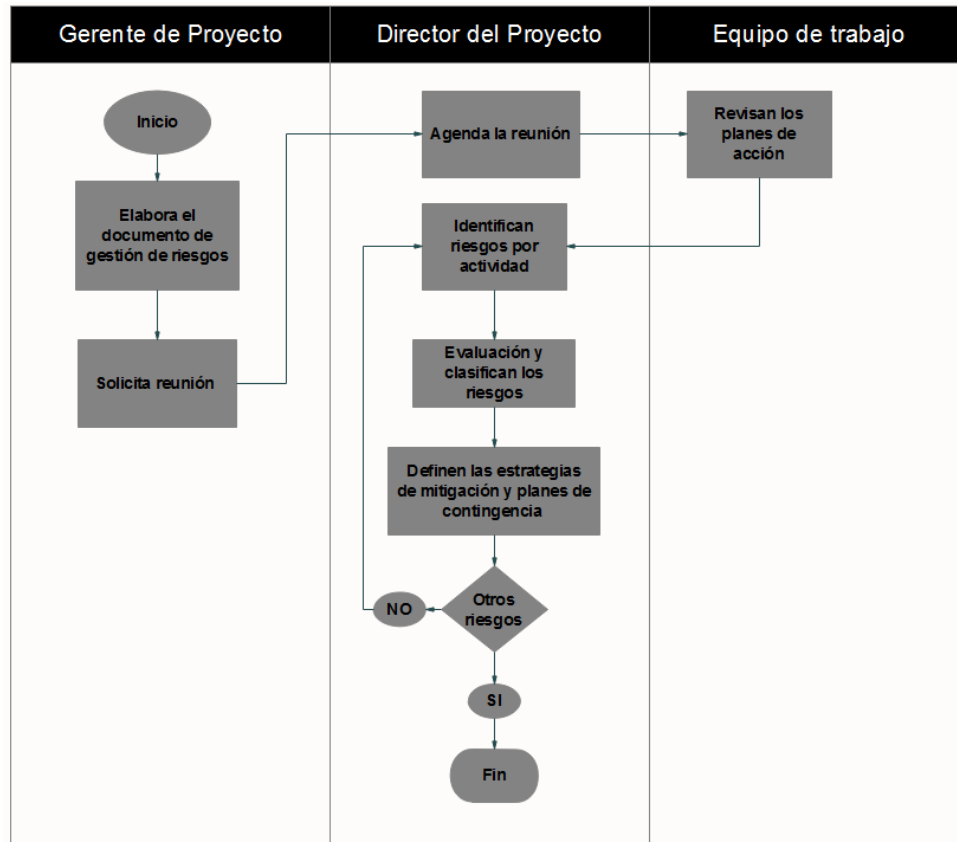 Gerente de Proyecto
Director del Proyecto
Equipo de trabajo
Inicio
Elabora el
documento de
gestión de riesgos
Solicita reunión
Agenda la reunión
Revisan los
planes de
acción
Identifican
riesgos por
actividad
Evaluación y
clasifican los
riesgos
Definen las estrategias
de mitigación y planes de
contingencia
Otros
riesgos
NO
SI
Fin